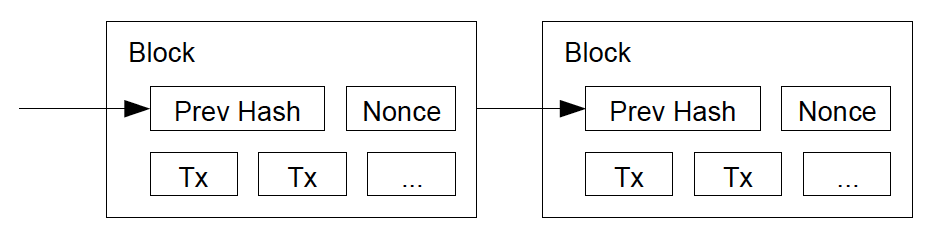 Block
Prev Hash Nonce
Tx Tx ...
Block
Prev Hash Nonce
Tx Tx ...